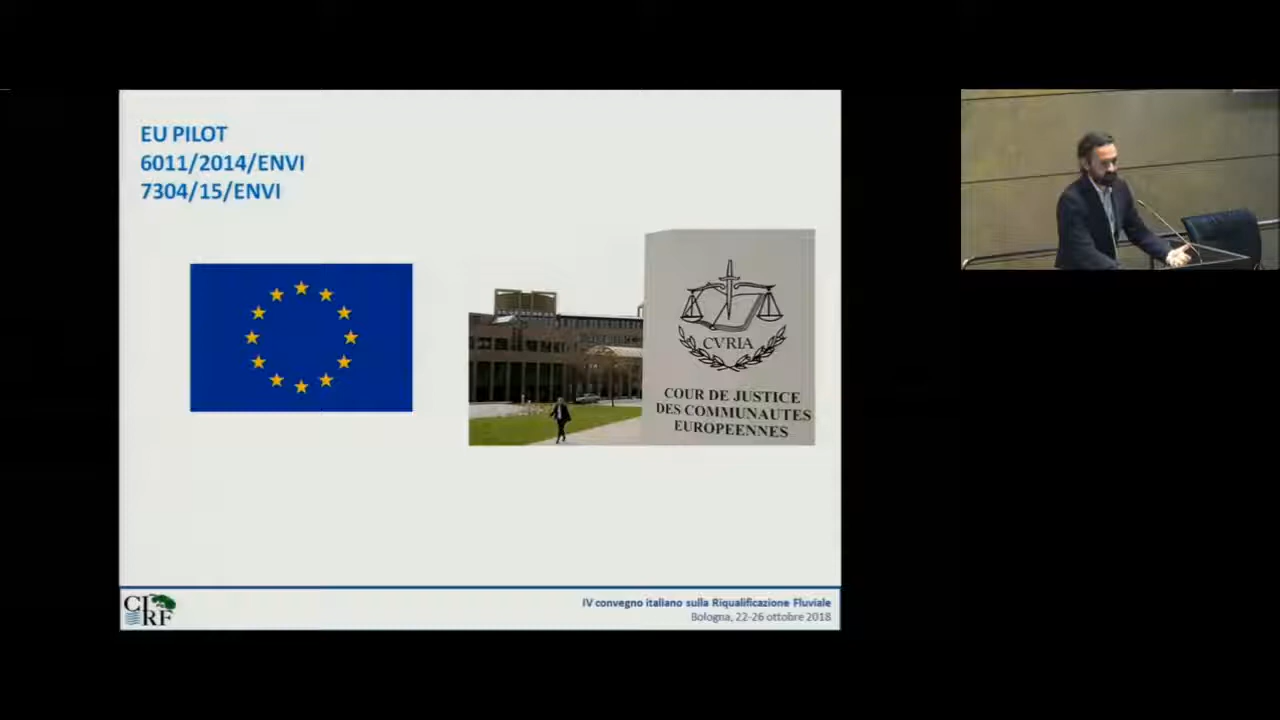 EU PILOT
6011/2014/ENVI
7304/15/ENVI
CVRIA
COUR DE JUSTICE
DES COMMUNAUTES
EUROPEENNES
CIRF
IV convegno italiano sulla Riqualificazione Fluviale
Bologna, 22-26 ottobre 2018